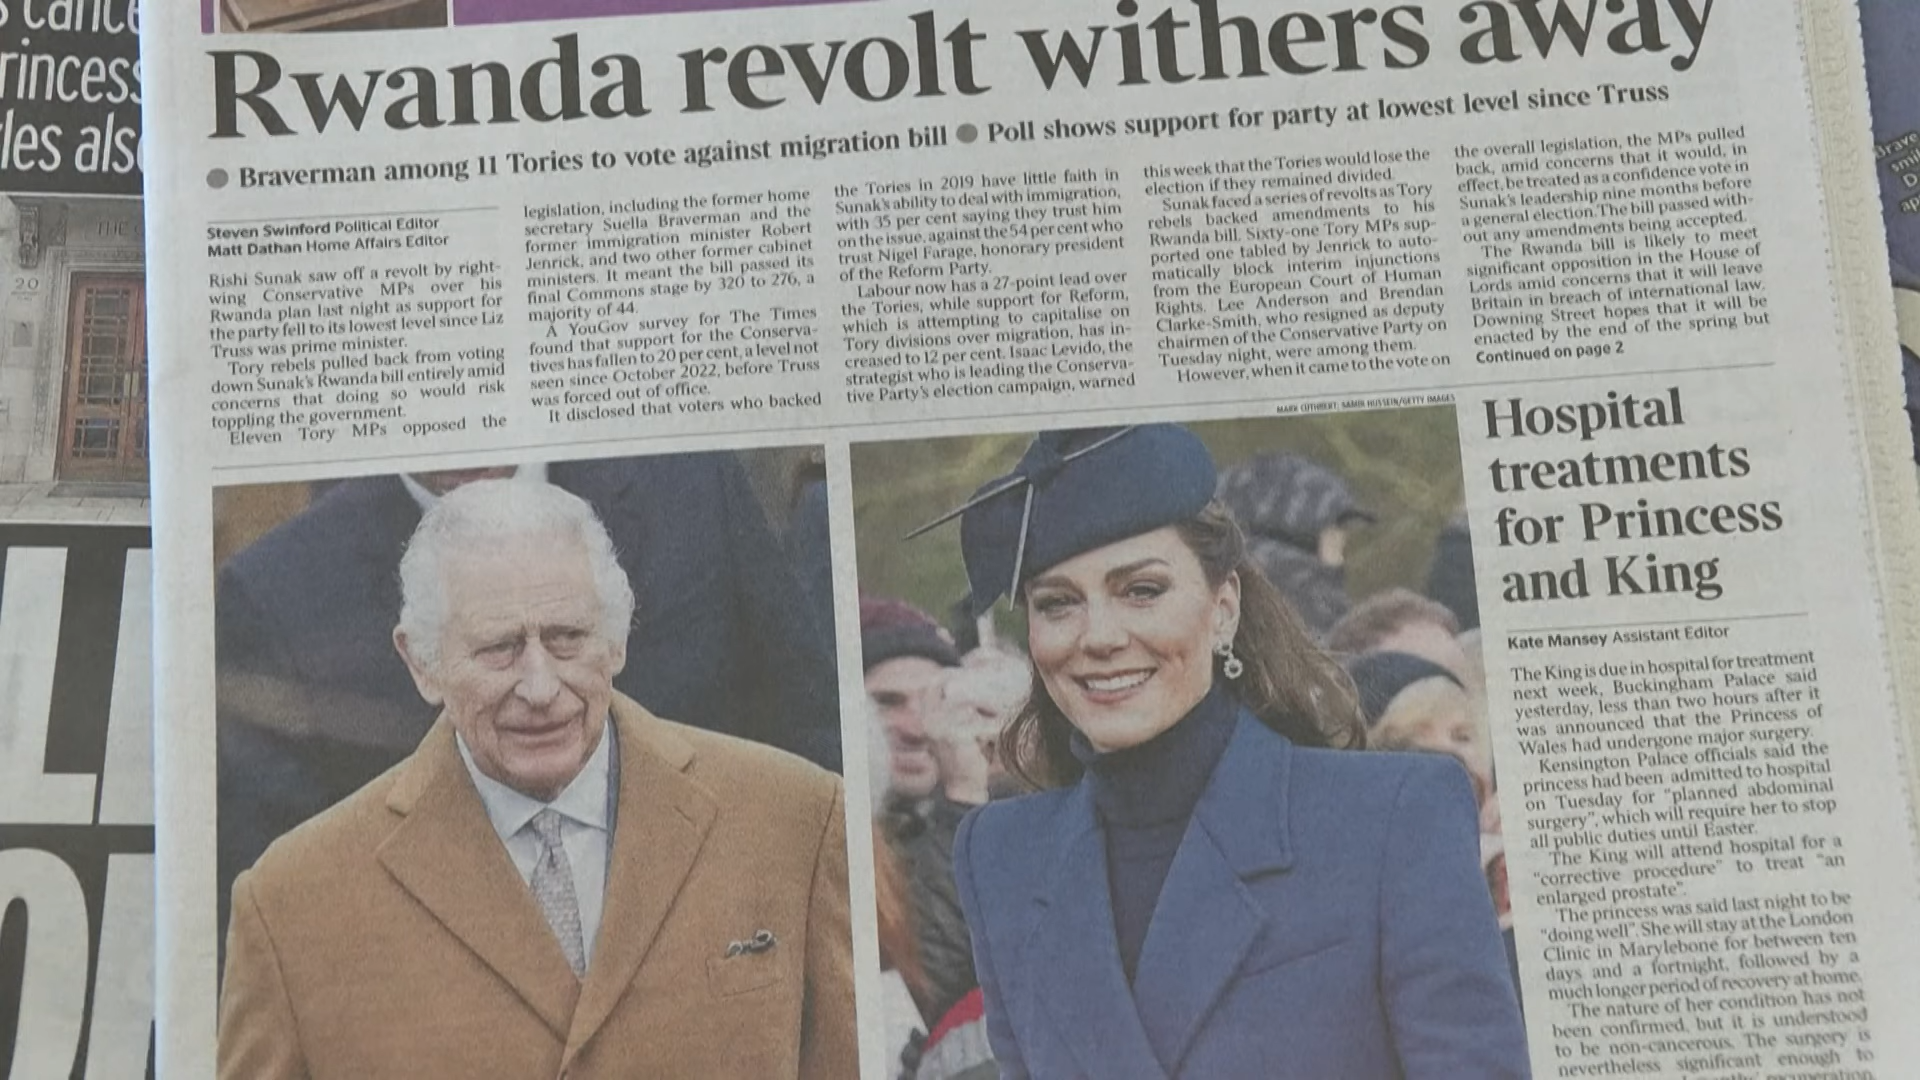 cance
rincess
les also
THE C
20
Rwanda revolt withers away
● Braverman among 11 Tories to vote against migration bill ● Poll shows support for party at lowest level since Truss
Steven Swinford Political Editor
Matt Dathan Home Affairs Editor
Rishi Sunak saw off a revolt by right-
wing Conservative MPs over his
Rwanda plan last night as support for
the party fell to its lowest level since Liz
Truss was prime minister.
Tory rebels pulled back from voting
down Sunak's Rwanda bill entirely amid
concerns that doing so would risk
toppling the government.
Eleven Tory MPs opposed the
legislation, including the former home
secretary Suella Braverman and the
former immigration minister Robert
Jenrick, and two other former cabinet
ministers. It meant the bill passed its
final Commons stage by 320 to 276, a
majority of 44.
A YouGov survey for The Times
found that support for the Conserva-
tives has fallen to 20 per cent, a level not
seen since October 2022, before Truss
was forced out of office.
It disclosed that voters who backed
the Tories in 2019 have little faith in
Sunak's ability to deal with immigration,
with 35 per cent saying they trust him
on the issue, against the 54 per cent who
trust Nigel Farage, honorary president
of the Reform Party.
Labour now has a 27-point lead over
the Tories, while support for Reform,
which is attempting to capitalise on
Tory divisions over migration, has in-
creased to 12 per cent. Isaac Levido, the
strategist who is leading the Conserva-
tive Party's election campaign, warned
this week that the Tories would lose the
election if they remained divided.
Sunak faced a series of revolts as Tory
rebels backed amendments to his
Rwanda bill. Sixty-one Tory MPs sup-
ported one tabled by Jenrick to auto-
matically block interim injunctions
from the European Court of Human
Rights. Lee Anderson and Brendan
Clarke-Smith, who resigned as deputy
chairmen of the Conservative Party on
Tuesday night, were among them.
However, when it came to the vote on
the overall legislation, the MPs pulled
back, amid concerns that it would, in
effect, be treated as a confidence vote in
Sunak's leadership nine months before
a general election. The bill passed with-
out any amendments being accepted.
The Rwanda bill is likely to meet
significant opposition in the House of
Lords amid concerns that it will leave
Britain in breach of international law.
Downing Street hopes that it will be
enacted by the end of the spring but
Continued on page 2
MARK CUTHBERT; SAMIR HUSSEIN/GETTY IMAGES
Hospital
treatments
for Princess
and King
Kate Mansey Assistant Editor
The King is due in hospital for treatment
next week, Buckingham Palace said
yesterday, less than two hours after it
was announced that the Princess of
Wales had undergone major surgery.
Kensington Palace officials said the
princess had been admitted to hospital
on Tuesday for "planned abdominal
surgery", which will require her to stop
all public duties until Easter.
The King will attend hospital for a
"corrective procedure" to treat "an
enlarged prostate".
The princess was said last night to be
"doing well". She will stay at the London
Clinic in Marylebone for between ten
days and a fortnight, followed by a
much longer period of recovery at home.
The nature of her condition has not
been confirmed, but it is understood
to be non-cancerous. The surgery is
nevertheless significant enough to